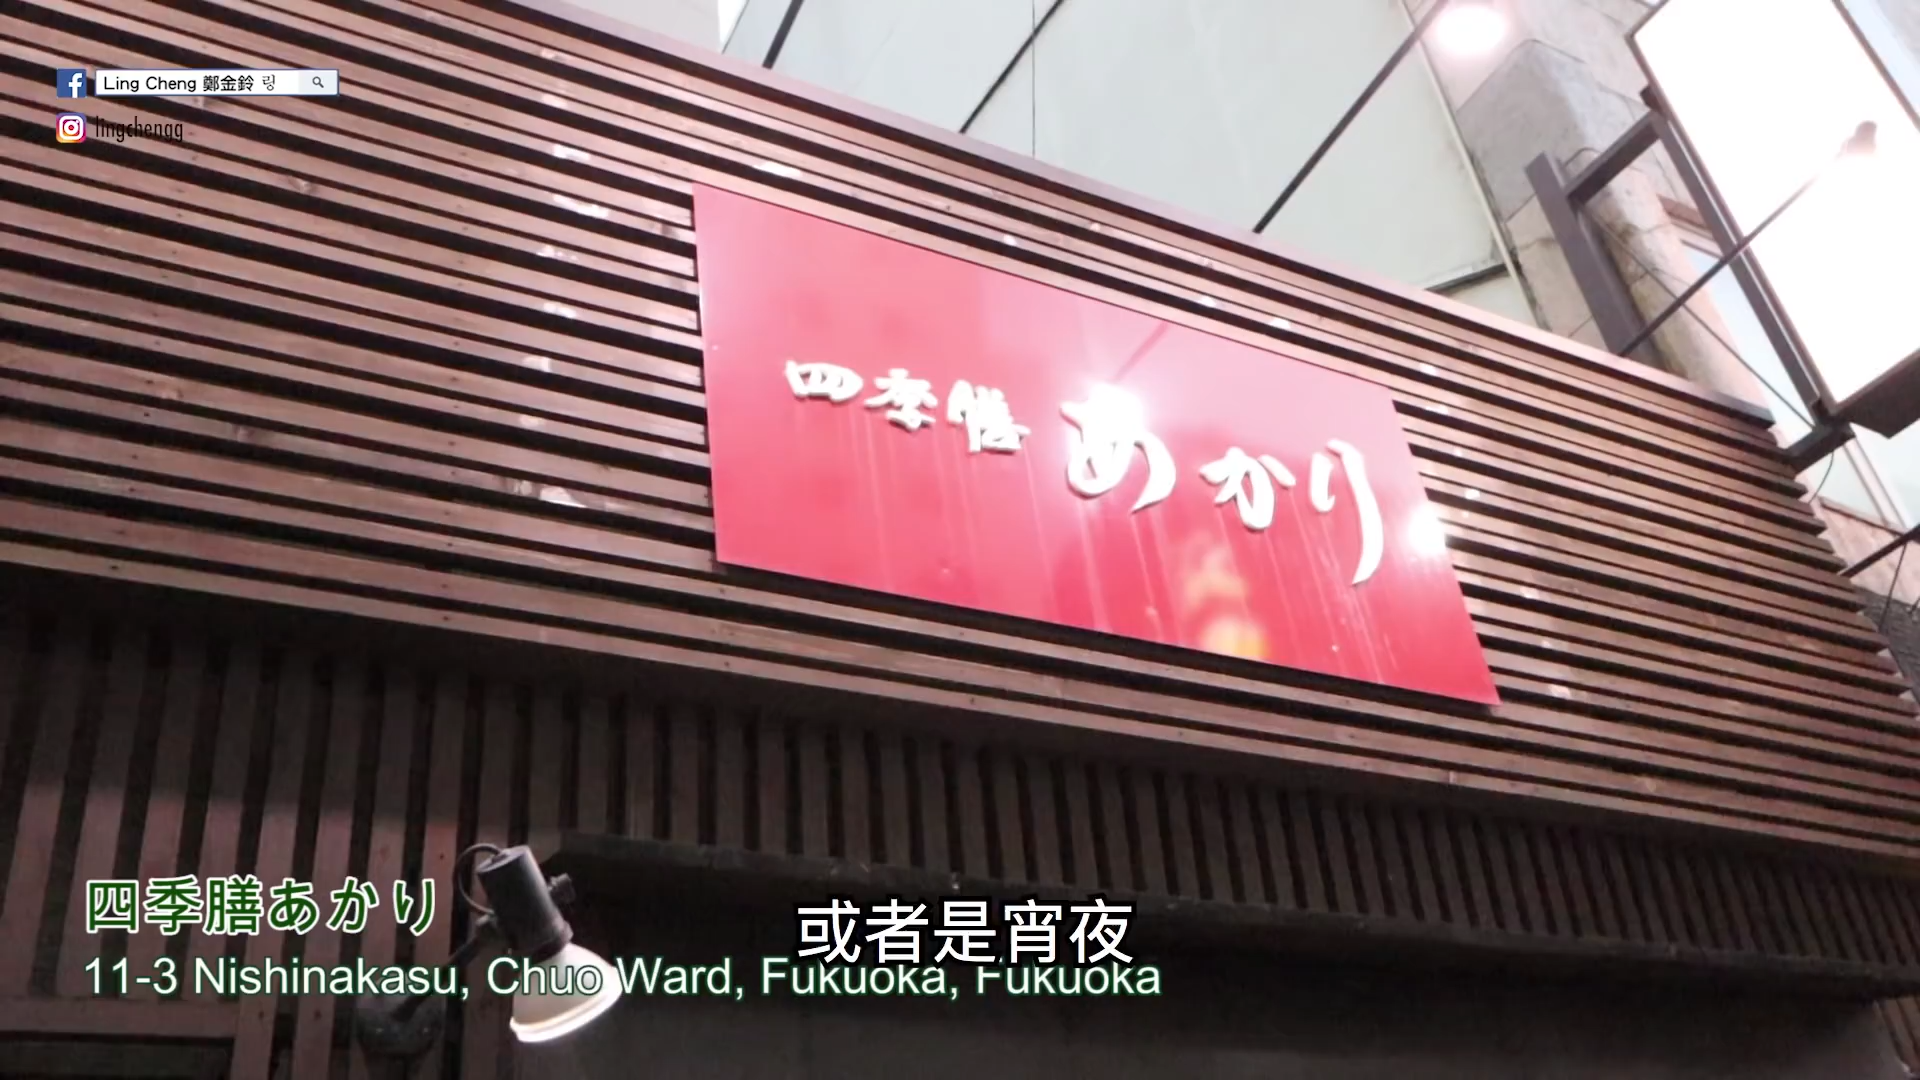 Ling Cheng 鄭金鈴 링
lingchengg
四季膳 あかり
四季膳あかり
或者是宵夜
11-3 Nishinakasu, Chuo Ward, Fukuoka, Fukuoka